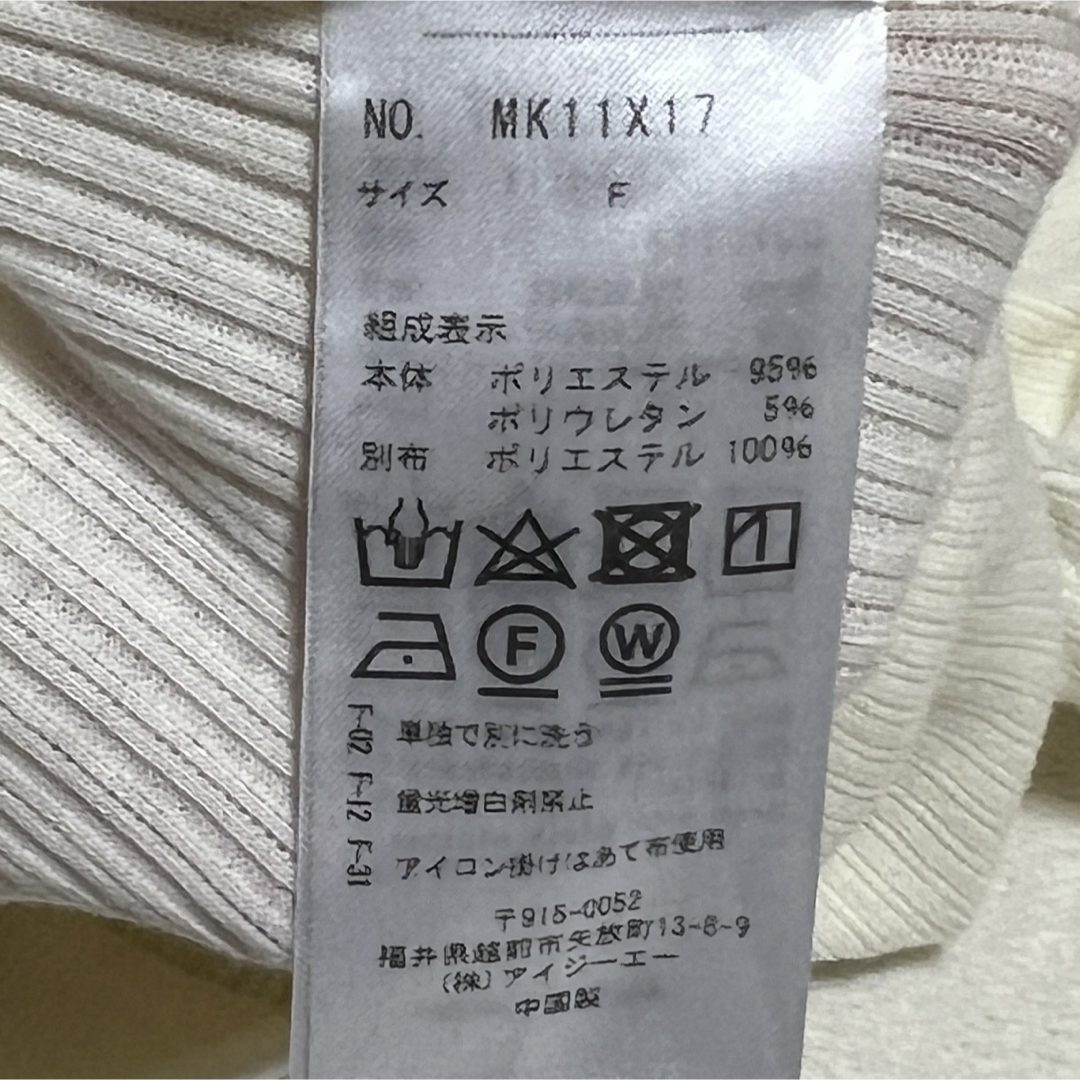 NO. MK11X17
サイズ F
組成表示
本体 ポリエステル 95%
ポリウレタン 5%
別布 ポリエステル 100%
F W
F-02 単独で別に洗う
F-12 蛍光増白剤禁止
F-31 アイロン掛けはあて布使用
〒915-0052
福井県越前市矢放町13-8-9
(株)アイジーエー
中国製